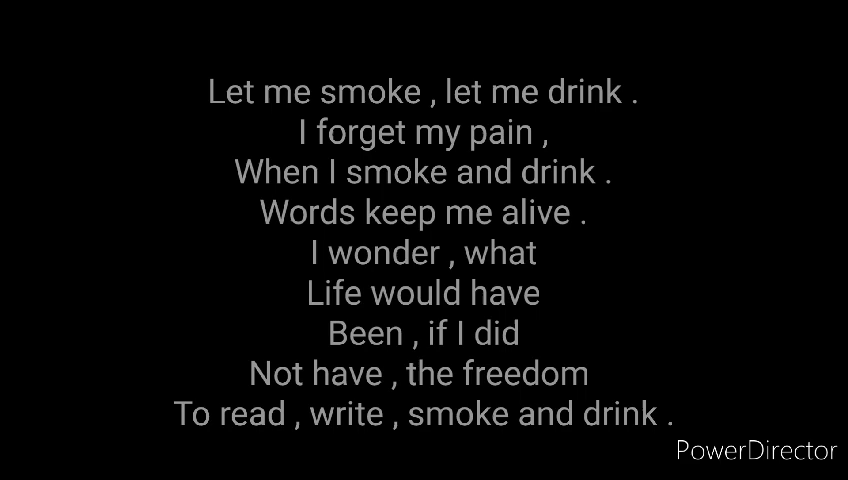 Let me smoke , let me drink .
I forget my pain ,
When I smoke and drink .
Words keep me alive .
I wonder , what
Life would have
Been , if I did
Not have , the freedom
To read , write , smoke and drink .
PowerDirector